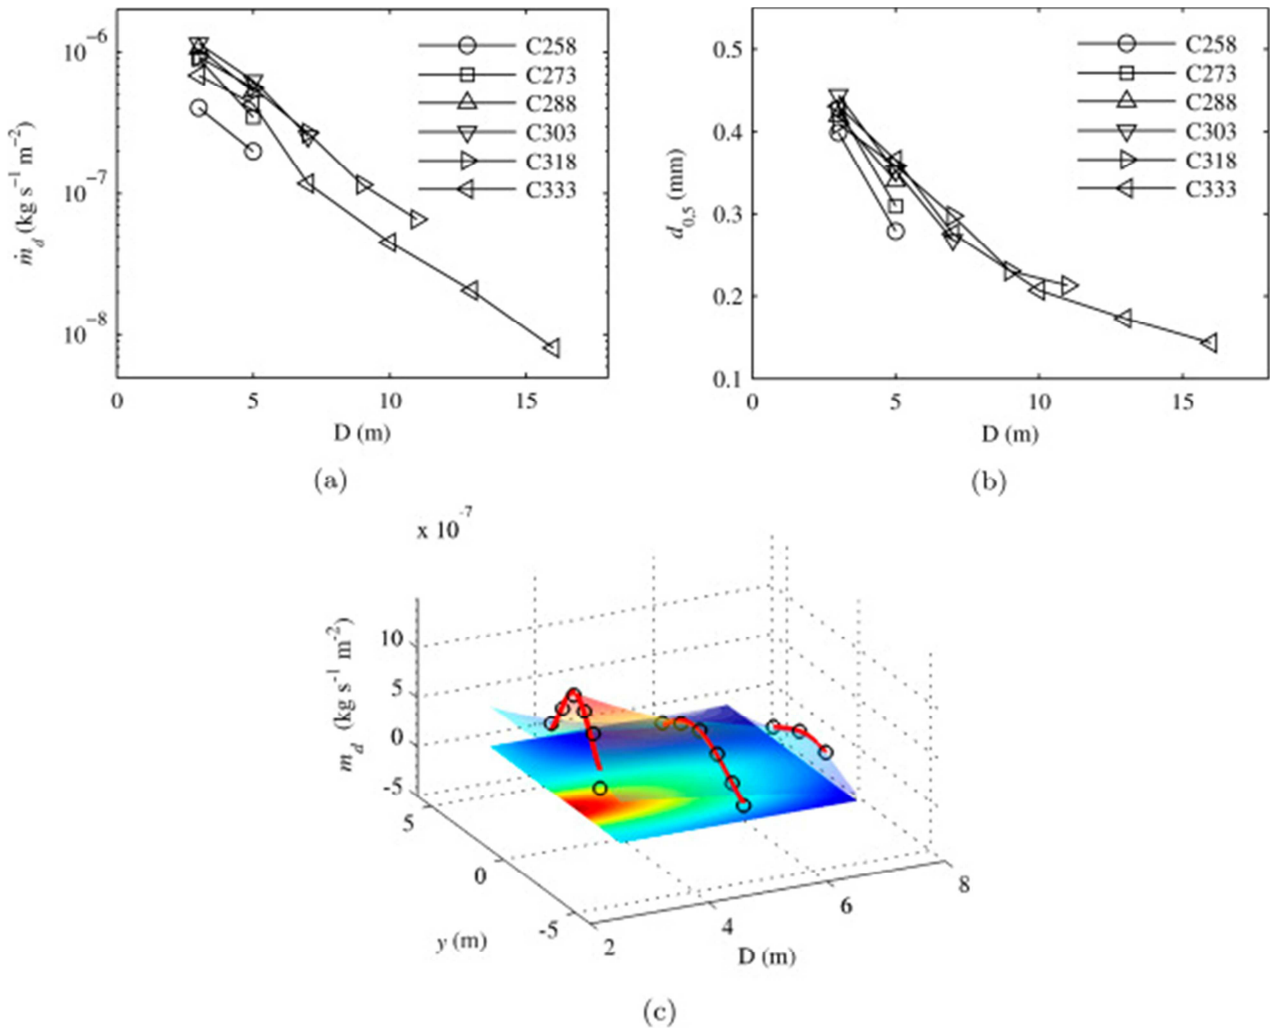 10⁻⁶
10⁻⁷
10⁻⁸
ṁ_d (kg s⁻¹ m⁻²)
C258
C273
C288
C303
C318
C333
0 5 10 15
D (m)
(a)
0.5
0.4
0.3
0.2
0.1
d₀,₅ (mm)
C258
C273
C288
C303
C318
C333
0 5 10 15
D (m)
(b)
x 10⁻⁷
10
5
0
-5
m_d (kg s⁻¹ m⁻²)
5
0
-5
y (m)
2 4 6 8
D (m)
(c)